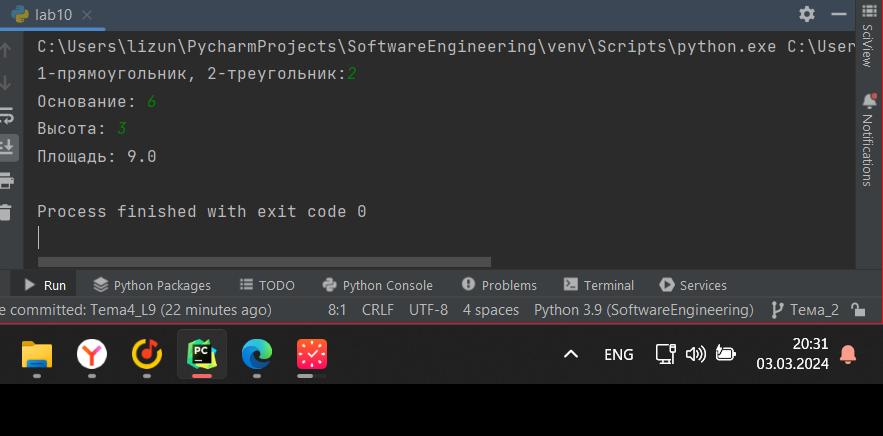 lab10
C:\Users\lizun\PycharmProjects\SoftwareEngineering\venv\Scripts\python.exe C:\User
1-прямоугольник, 2-треугольник:2
Основание: 6
Высота: 3
Площадь: 9.0
Process finished with exit code 0
SciView
Notifications
Run Python Packages TODO Python Console Problems Terminal Services
e committed: Tema4_L9 (22 minutes ago) 8:1 CRLF UTF-8 4 spaces Python 3.9 (SoftwareEngineering) Тема_2
PC ENG 20:31
03.03.2024